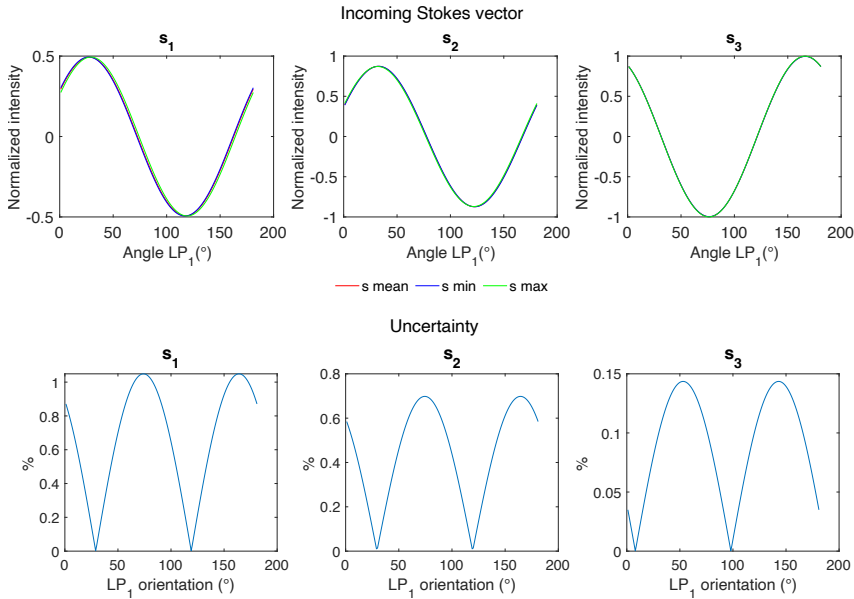 Incoming Stokes vector
s1 s2 s3
Normalized intensity Normalized intensity Normalized intensity
0.5 0 -0.5
1 0.5 0 -0.5 -1
1 0.5 0 -0.5 -1
0 50 100 150 200 0 50 100 150 200 0 50 100 150 200
Angle LP1(°) Angle LP1(°) Angle LP1(°)
s mean s min s max
Uncertainty
s1 s2 s3
% % %
1 0.8 0.6 0.4 0.2 0
0.8 0.6 0.4 0.2 0
0.15 0.1 0.05 0
0 50 100 150 200 0 50 100 150 200 0 50 100 150 200
LP1 orientation (°) LP1 orientation (°) LP1 orientation (°)